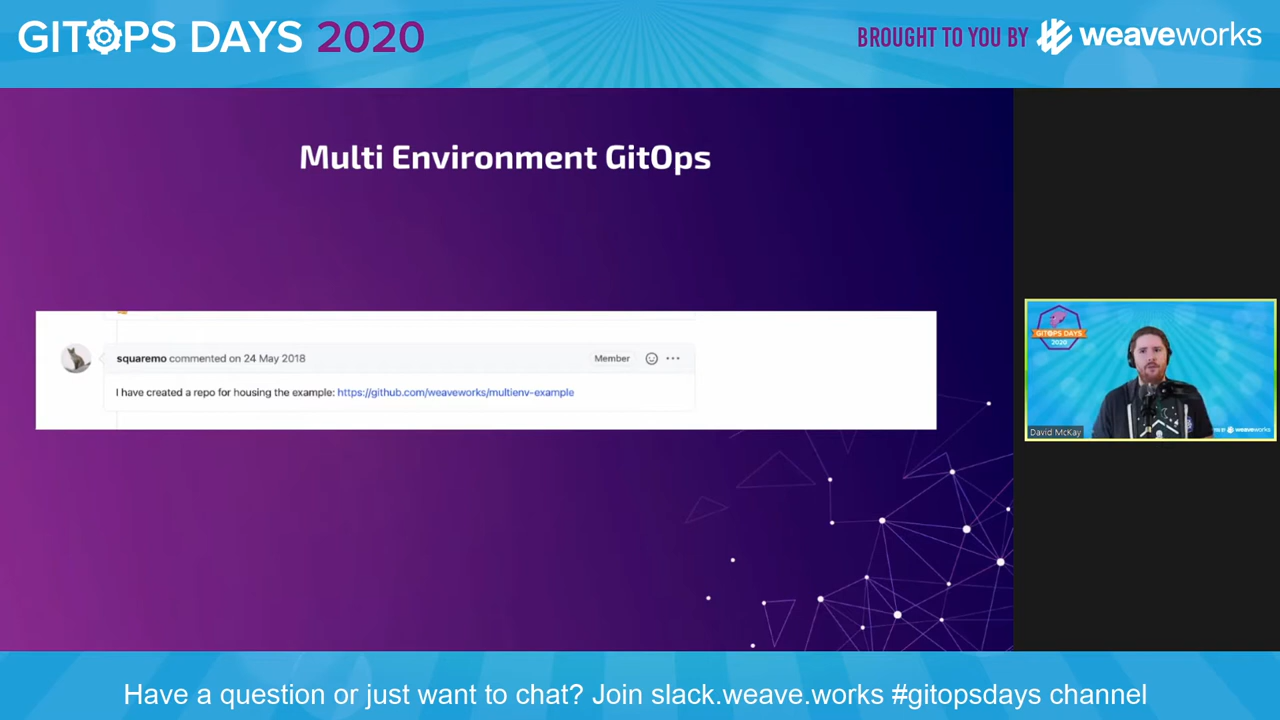 GITOPS DAYS 2020
BROUGHT TO YOU BY weaveworks
Multi Environment GitOps
squaremo commented on 24 May 2018 Member
I have created a repo for housing the example: https://github.com/weaveworks/multienv-example
GITOPS DAYS
2020
David McKay
BY weaveworks
Have a question or just want to chat? Join slack.weave.works #gitopsdays channel